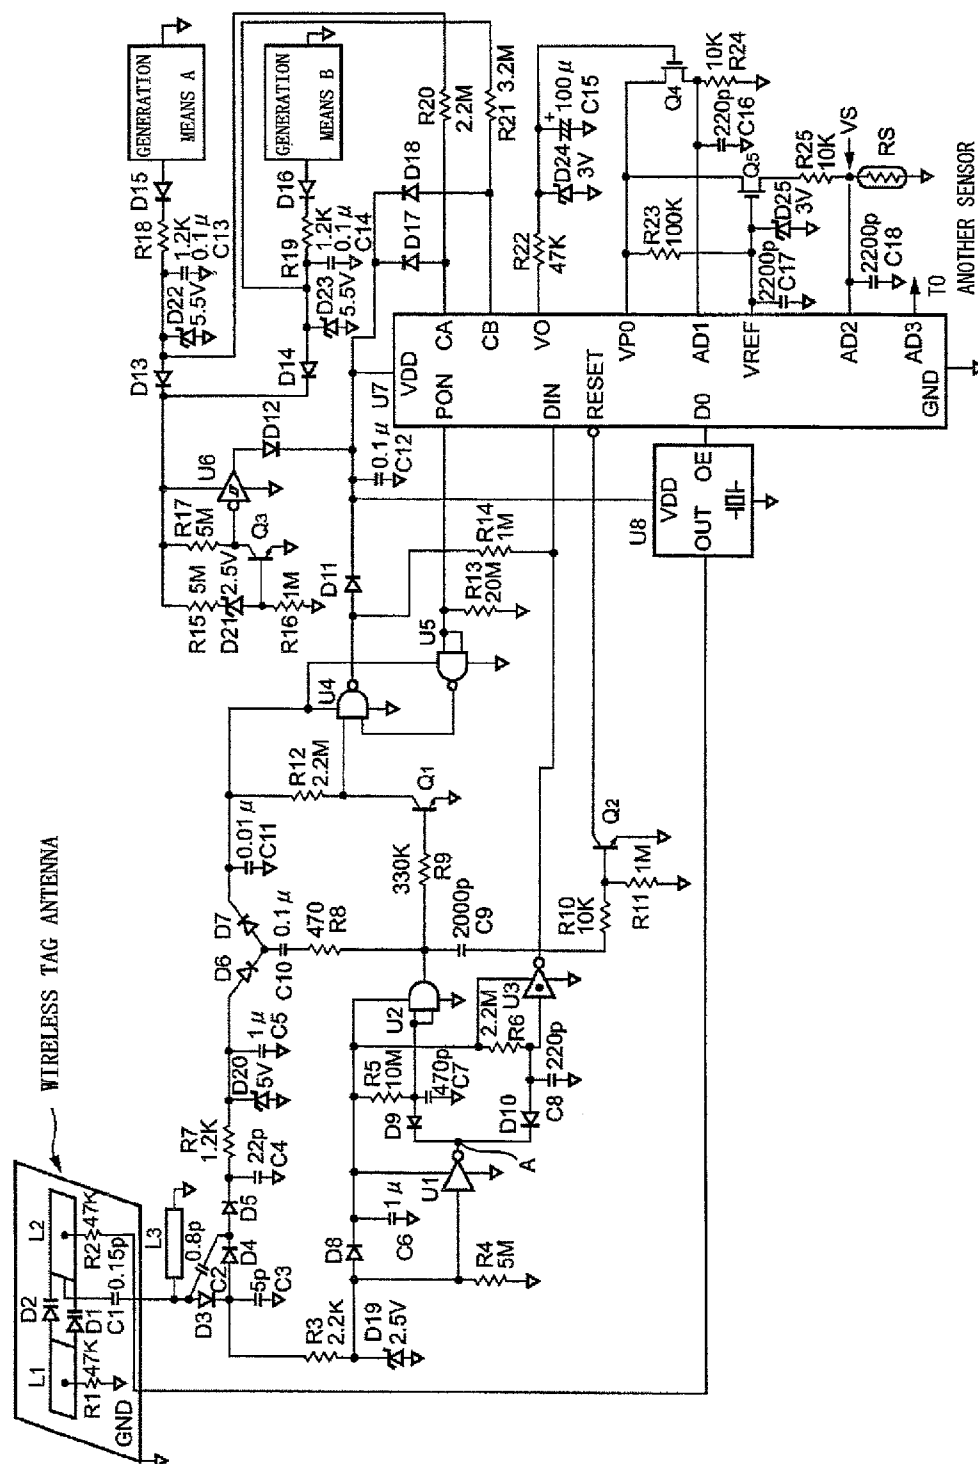 WIRELESS TAG ANTENNA
L1
D2
L2
R1 47K
D1
R2 47K
GND
C1 0.15p
L3
0.8p
C2
D3
D4
D5
5p
C3
22p
C4
R7
1.2K
D20
5V
1μ
C5
D6
D7
0.1μ
C10
470
R8
0.01μ
C11
R3
2.2K
D19
2.5V
D8
1μ
C6
R4
5M
U1
A
D9
D10
R5
10M
470p
C7
C8
220p
2.2M
R6
U2
U3
2000p
C9
330K
R9
Q1
R12
2.2M
R10
10K
R11
1M
Q2
U4
U5
D11
R13
20M
R14
1M
R15
5M
D21
2.5V
R16
1M
R17
5M
Q3
U6
D12
0.1μ
C12
D13
D14
D22
5.5V
1.2K
0.1μ
C13
R18
D15
GENERATION
MEANS A
D23
5.5V
1.2K
0.1μ
C14
R19
D16
GENERATION
MEANS B
D17
D18
R20
2.2M
R21 3.2M
U7
VDD
PON
DIN
RESET
D0
CA
CB
VO
VP0
AD1
VREF
AD2
AD3
GND
U8
VDD
OUT
OE
R22
47K
D24
3V
+
100μ
C15
R23
100K
Q4
10K
R24
220p
C16
Q5
2200p
C17
D25
3V
R25
10K
VS
RS
2200p
C18
TO
ANOTHER SENSOR